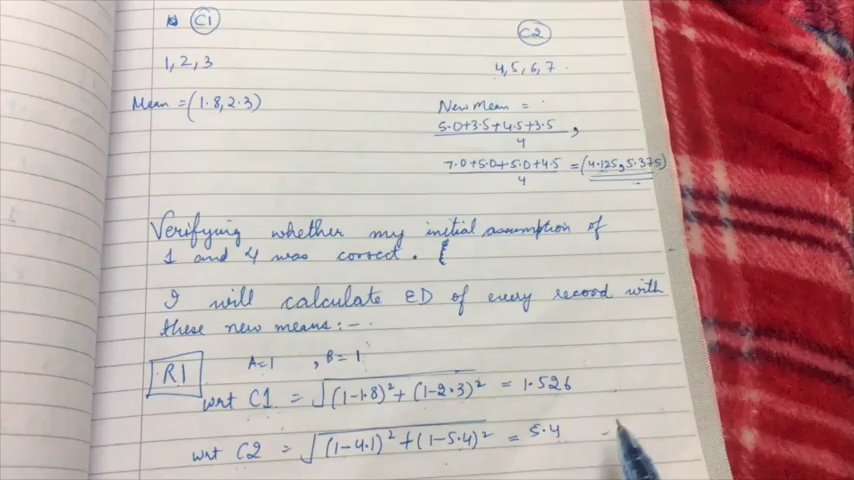 C1
C2
1, 2, 3
4, 5, 6, 7
Mean = (1.8, 2.3)
New Mean =
5.0+3.5+4.5+3.5 ,
4
7.0+5.0+5.0+4.5 = (4.125, 5.375)
4
Verifying whether my initial assumption of
1 and 4 was correct.
I will calculate ED of every record with
these new means:-
R1 A=1 , B=1
wrt C1 = √(1-1.8)² + (1-2.3)² = 1.526
wrt C2 = √(1-4.1)² + (1-5.4)² = 5.4